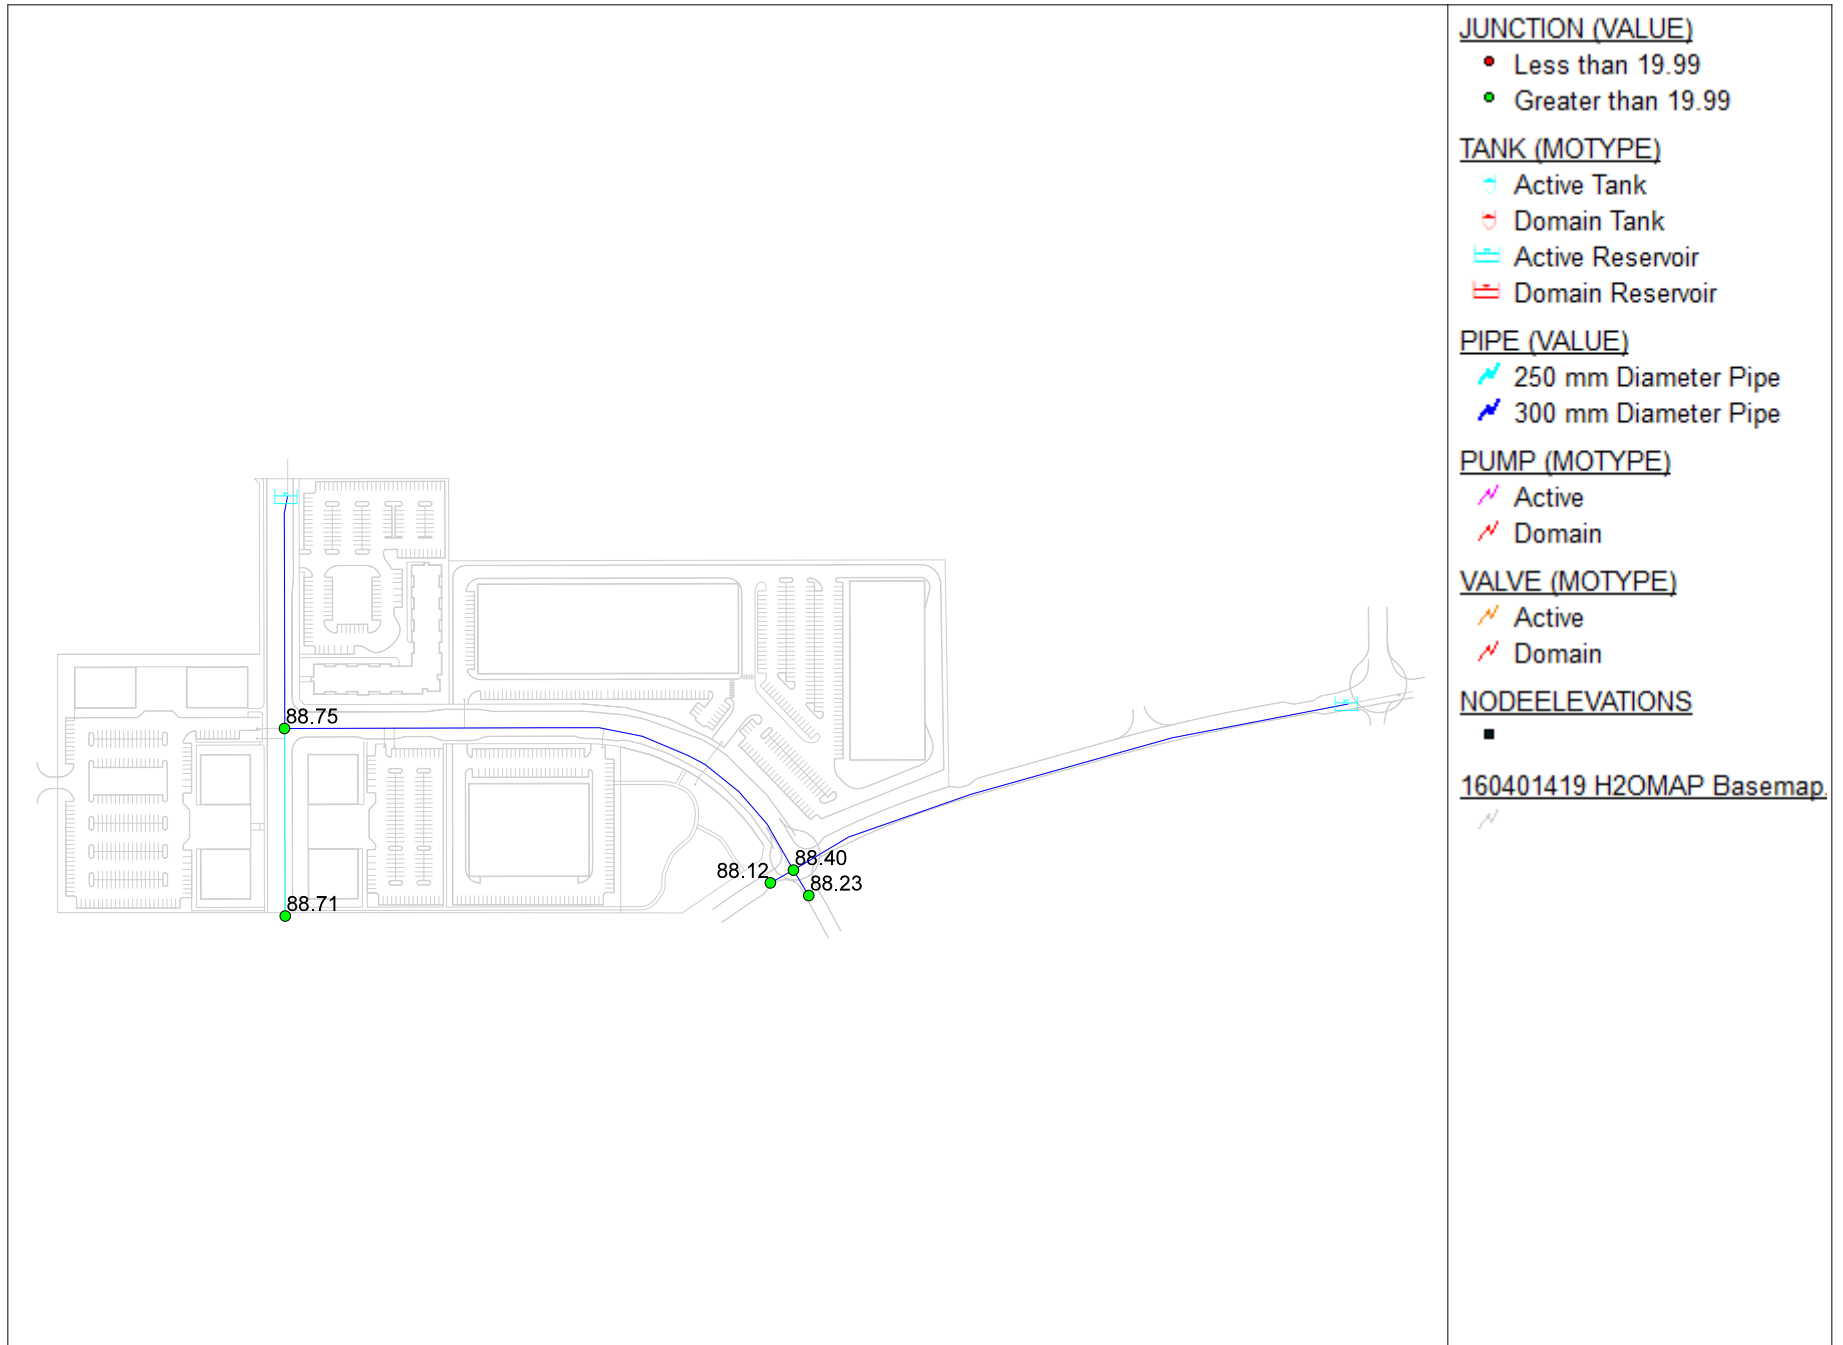 JUNCTION (VALUE)
Less than 19.99
Greater than 19.99
TANK (MOTYPE)
Active Tank
Domain Tank
Active Reservoir
Domain Reservoir
PIPE (VALUE)
250 mm Diameter Pipe
300 mm Diameter Pipe
PUMP (MOTYPE)
Active
Domain
VALVE (MOTYPE)
Active
Domain
NODEELEVATIONS
160401419 H2OMAP Basemap.
88.75
88.40
88.12
88.23
88.71